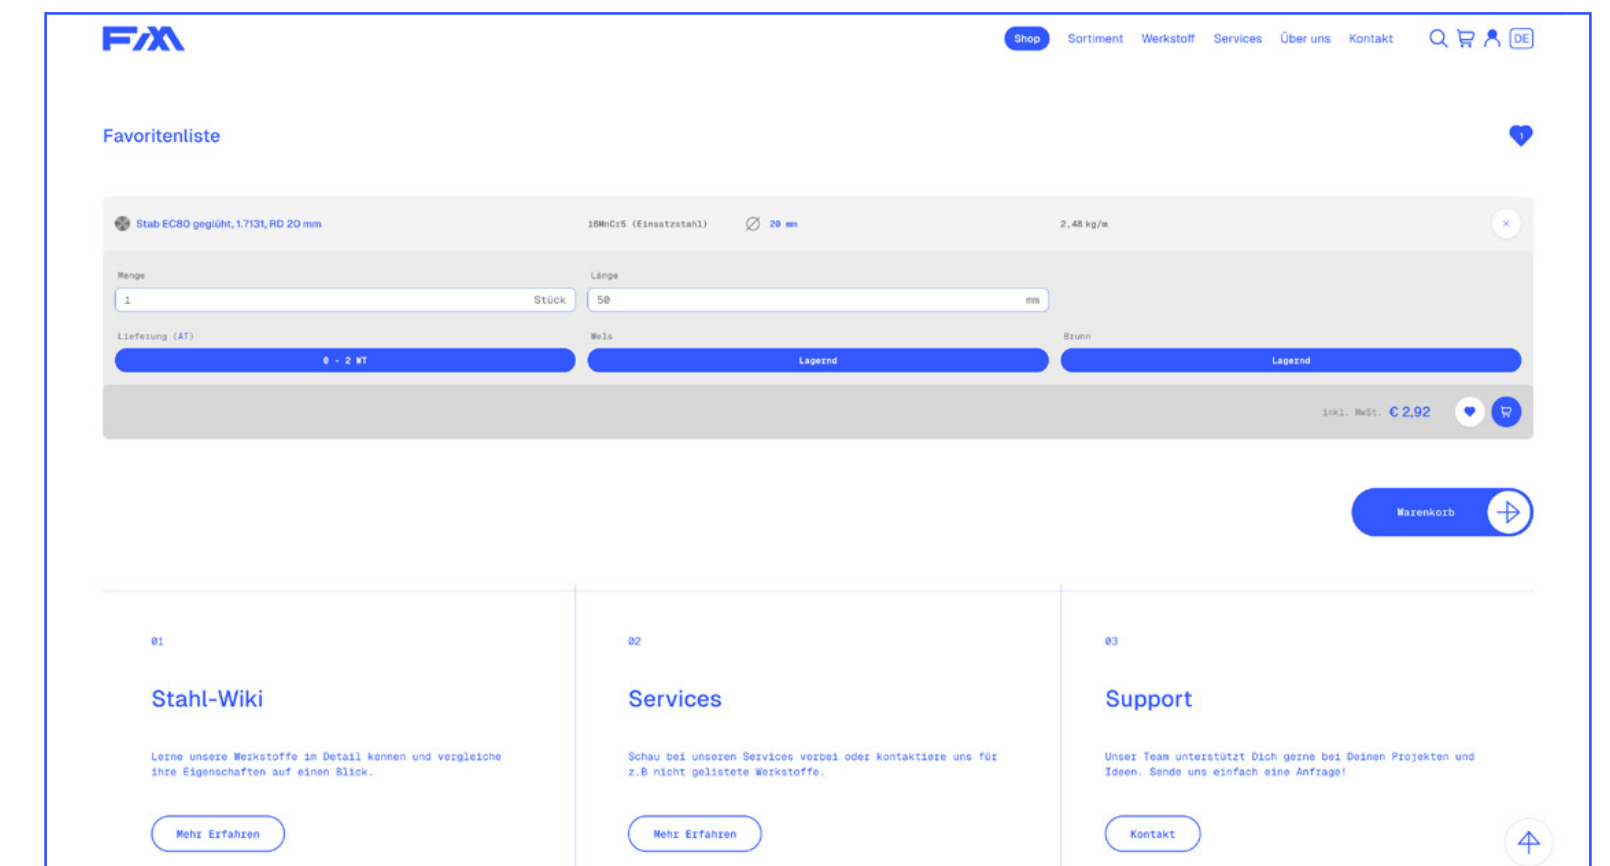 FMA
Shop Sortiment Werkstoff Services Über uns Kontakt DE
Favoritenliste
1
Stab EC80 geglüht, 1.7131, RD 20 mm 16MnCr5 (Einsatzstahl) 20 mm 2,48 kg/m
Menge Länge
1 Stück 50 mm
Lieferung (AT) Wels Brunn
0 - 2 WT Lagernd Lagernd
inkl. MwSt. € 2,92
Warenkorb
01 02 03
Stahl-Wiki Services Support
Lerne unsere Werkstoffe im Detail kennen und vergleiche Schau bei unseren Services vorbei oder kontaktiere uns für Unser Team unterstützt Dich gerne bei Deinen Projekten und
ihre Eigenschaften auf einen Blick. z.B nicht gelistete Werkstoffe. Ideen. Sende uns einfach eine Anfrage!
Mehr Erfahren Mehr Erfahren Kontakt